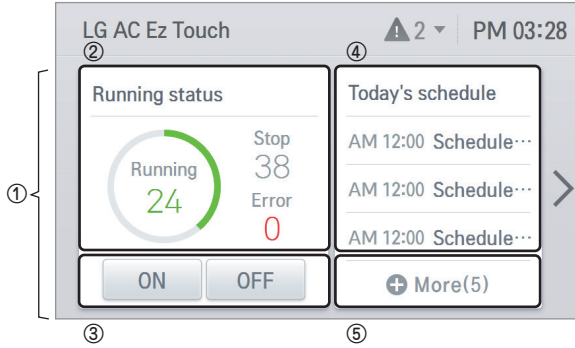 LG AC Ez Touch
2
PM 03:28
②
④
①
Running status
Running
24
Stop
38
Error
0
Today's schedule
AM 12:00 Schedule···
AM 12:00 Schedule···
AM 12:00 Schedule···
ON
OFF
More(5)
③
⑤